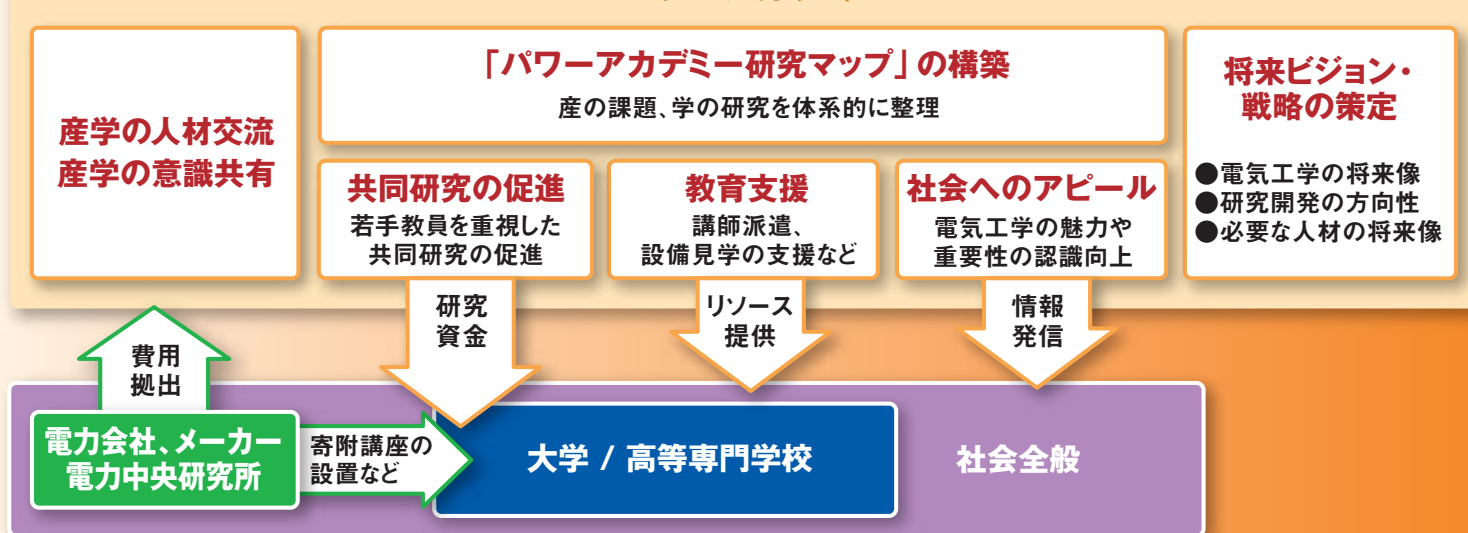 産学の人材交流
産学の意識共有
「パワーアカデミー研究マップ」の構築
産の課題、学の研究を体系的に整理
共同研究の促進
若手教員を重視した
共同研究の促進
教育支援
講師派遣、
設備見学の支援など
社会へのアピール
電気工学の魅力や
重要性の認識向上
将来ビジョン・
戦略の策定
●電気工学の将来像
●研究開発の方向性
●必要な人材の将来像
費用
拠出
研究
資金
リソース
提供
情報
発信
電力会社、メーカー
電力中央研究所
寄附講座の
設置など
大学 / 高等専門学校
社会全般